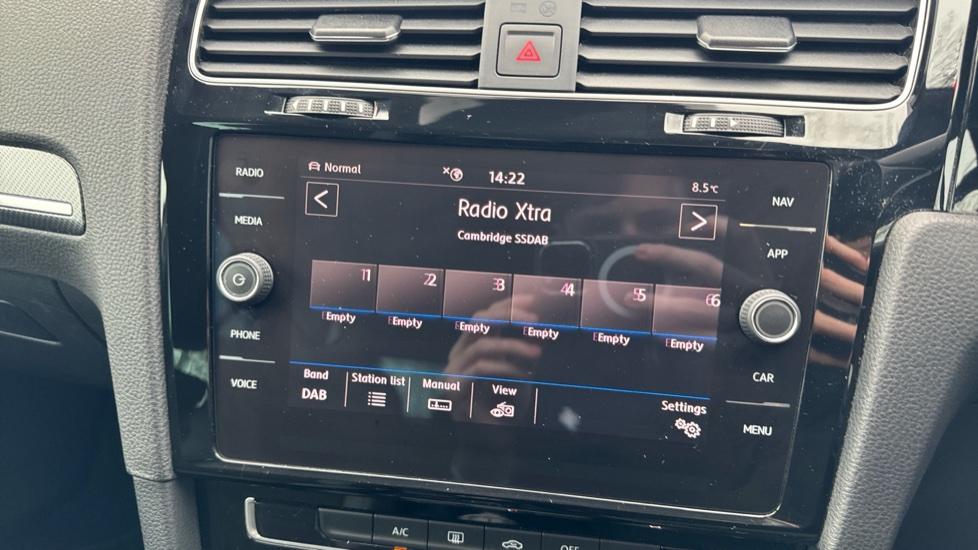 RADIO
MEDIA
PHONE
VOICE
Normal
14:22
8.5°C
<
Radio Xtra
>
Cambridge SSDAB
1 2 3 4 5 6
Empty Empty Empty Empty Empty Empty
Band
DAB
Station list
Manual
View
Settings
NAV
APP
CAR
MENU
A/C
OFF